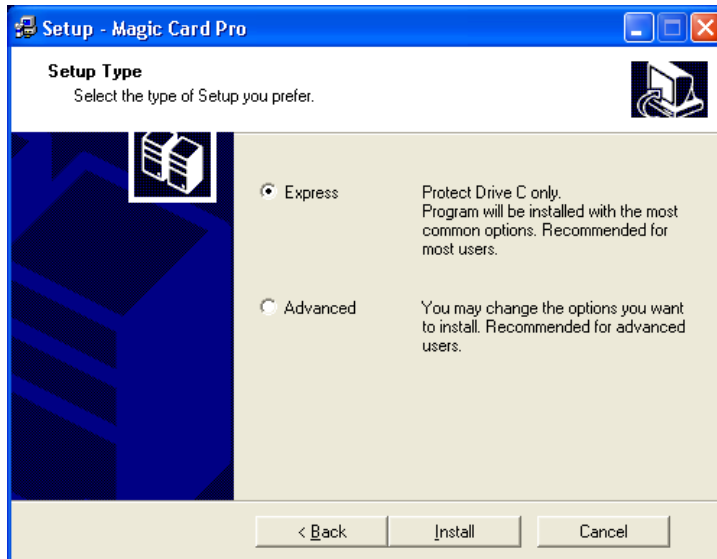 Setup - Magic Card Pro
Setup Type
Select the type of Setup you prefer.
Express
Protect Drive C only.
Program will be installed with the most
common options. Recommended for
most users.
Advanced
You may change the options you want
to install. Recommended for advanced
users.
< Back
Install
Cancel